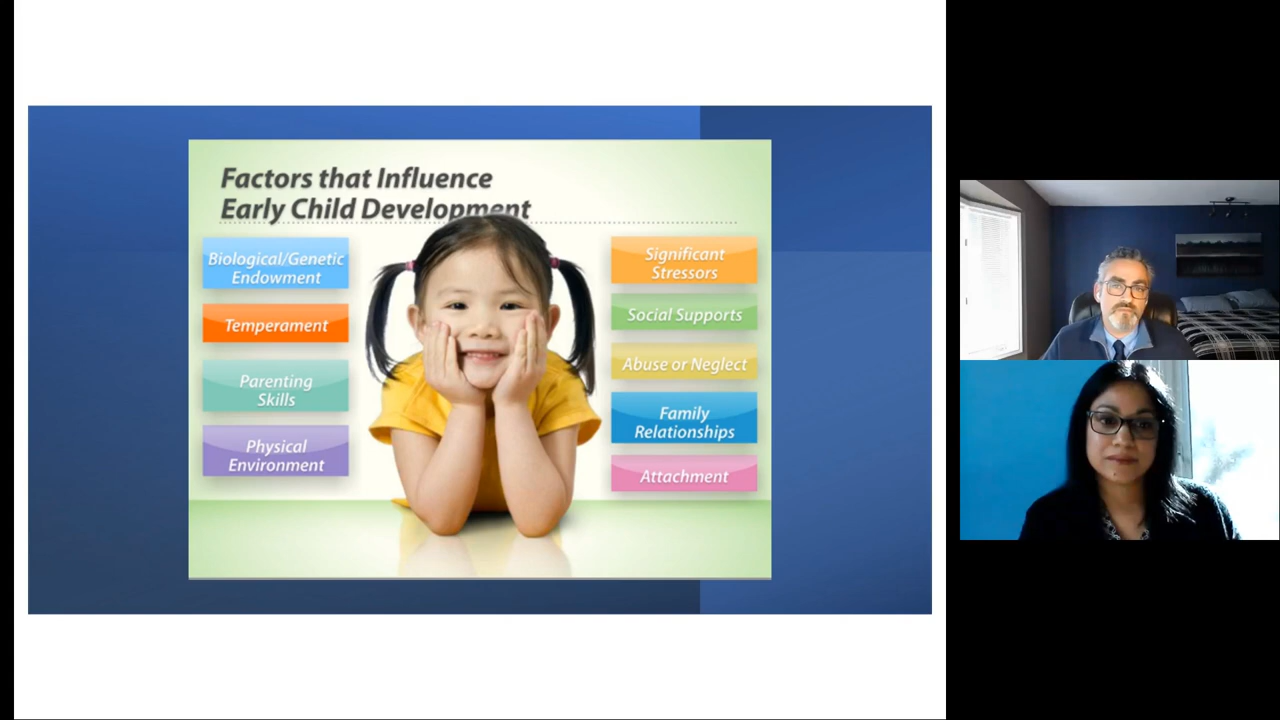 Factors that Influence
Early Child Development
Biological/Genetic
Endowment
Temperament
Parenting
Skills
Physical
Environment
Significant
Stressors
Social Supports
Abuse or Neglect
Family
Relationships
Attachment